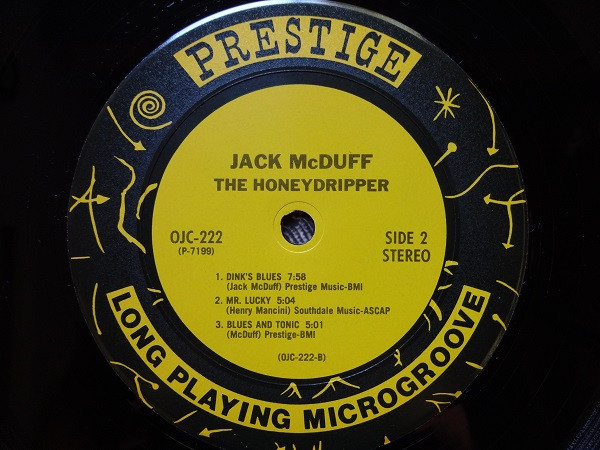 PRESTIGE
JACK McDUFF
THE HONEYDRIPPER
OJC-222
(P-7199)
SIDE 2
STEREO
1. DINK'S BLUES 7:58
(Jack McDuff) Prestige Music-BMI
2. MR. LUCKY 5:04
(Henry Mancini) Southdale Music-ASCAP
3. BLUES AND TONIC 5:01
(McDuff) Prestige-BMI
(OJC-222-B)
LONG PLAYING MICROGROOVE